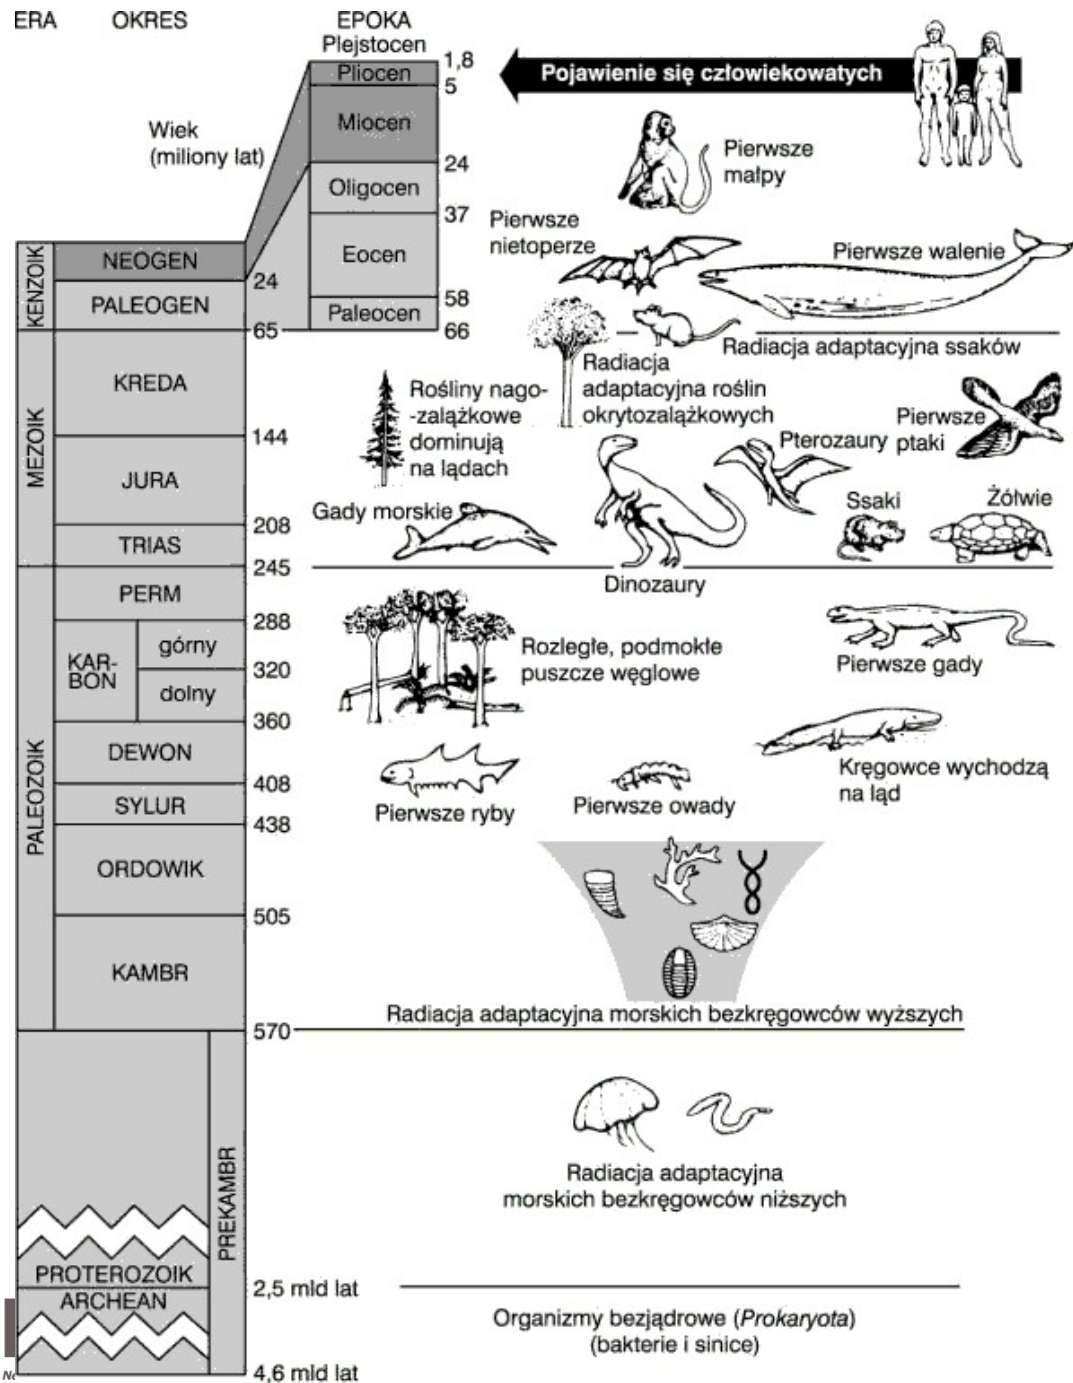 ERA OKRES EPOKA
Plejstocen
1,8
Pliocen
5
Pojawienie się człowiekowatych
Miocen
Wiek
(miliony lat)
24
Pierwsze
małpy
Oligocen
37
Pierwsze
nietoperze
Eocen
Pierwsze walenie
KENZOIK
NEOGEN
24
PALEOGEN
58
Paleocen
65
66
Radiacja adaptacyjna ssaków
MEZOIK
KREDA
Radiacja
adaptacyjna roślin
okrytozalążkowych
Rośliny nago-
-zalążkowe
dominują
na lądach
Pierwsze
ptaki
144
Pterozaury
JURA
Gady morskie
Ssaki
Żółwie
208
TRIAS
245
Dinozaury
PALEOZOIK
PERM
288
KAR-
BON
górny
320
dolny
360
Rozległe, podmokłe
puszcze węglowe
Pierwsze gady
DEWON
408
Kręgowce wychodzą
na ląd
SYLUR
Pierwsze ryby
Pierwsze owady
438
ORDOWIK
505
KAMBR
Radiacja adaptacyjna morskich bezkręgowców wyższych
570
PREKAMBR
Radiacja adaptacyjna
morskich bezkręgowców niższych
PROTEROZOIK
2,5 mld lat
ARCHEAN
Organizmy bezjądrowe (Prokaryota)
(bakterie i sinice)
4,6 mld lat